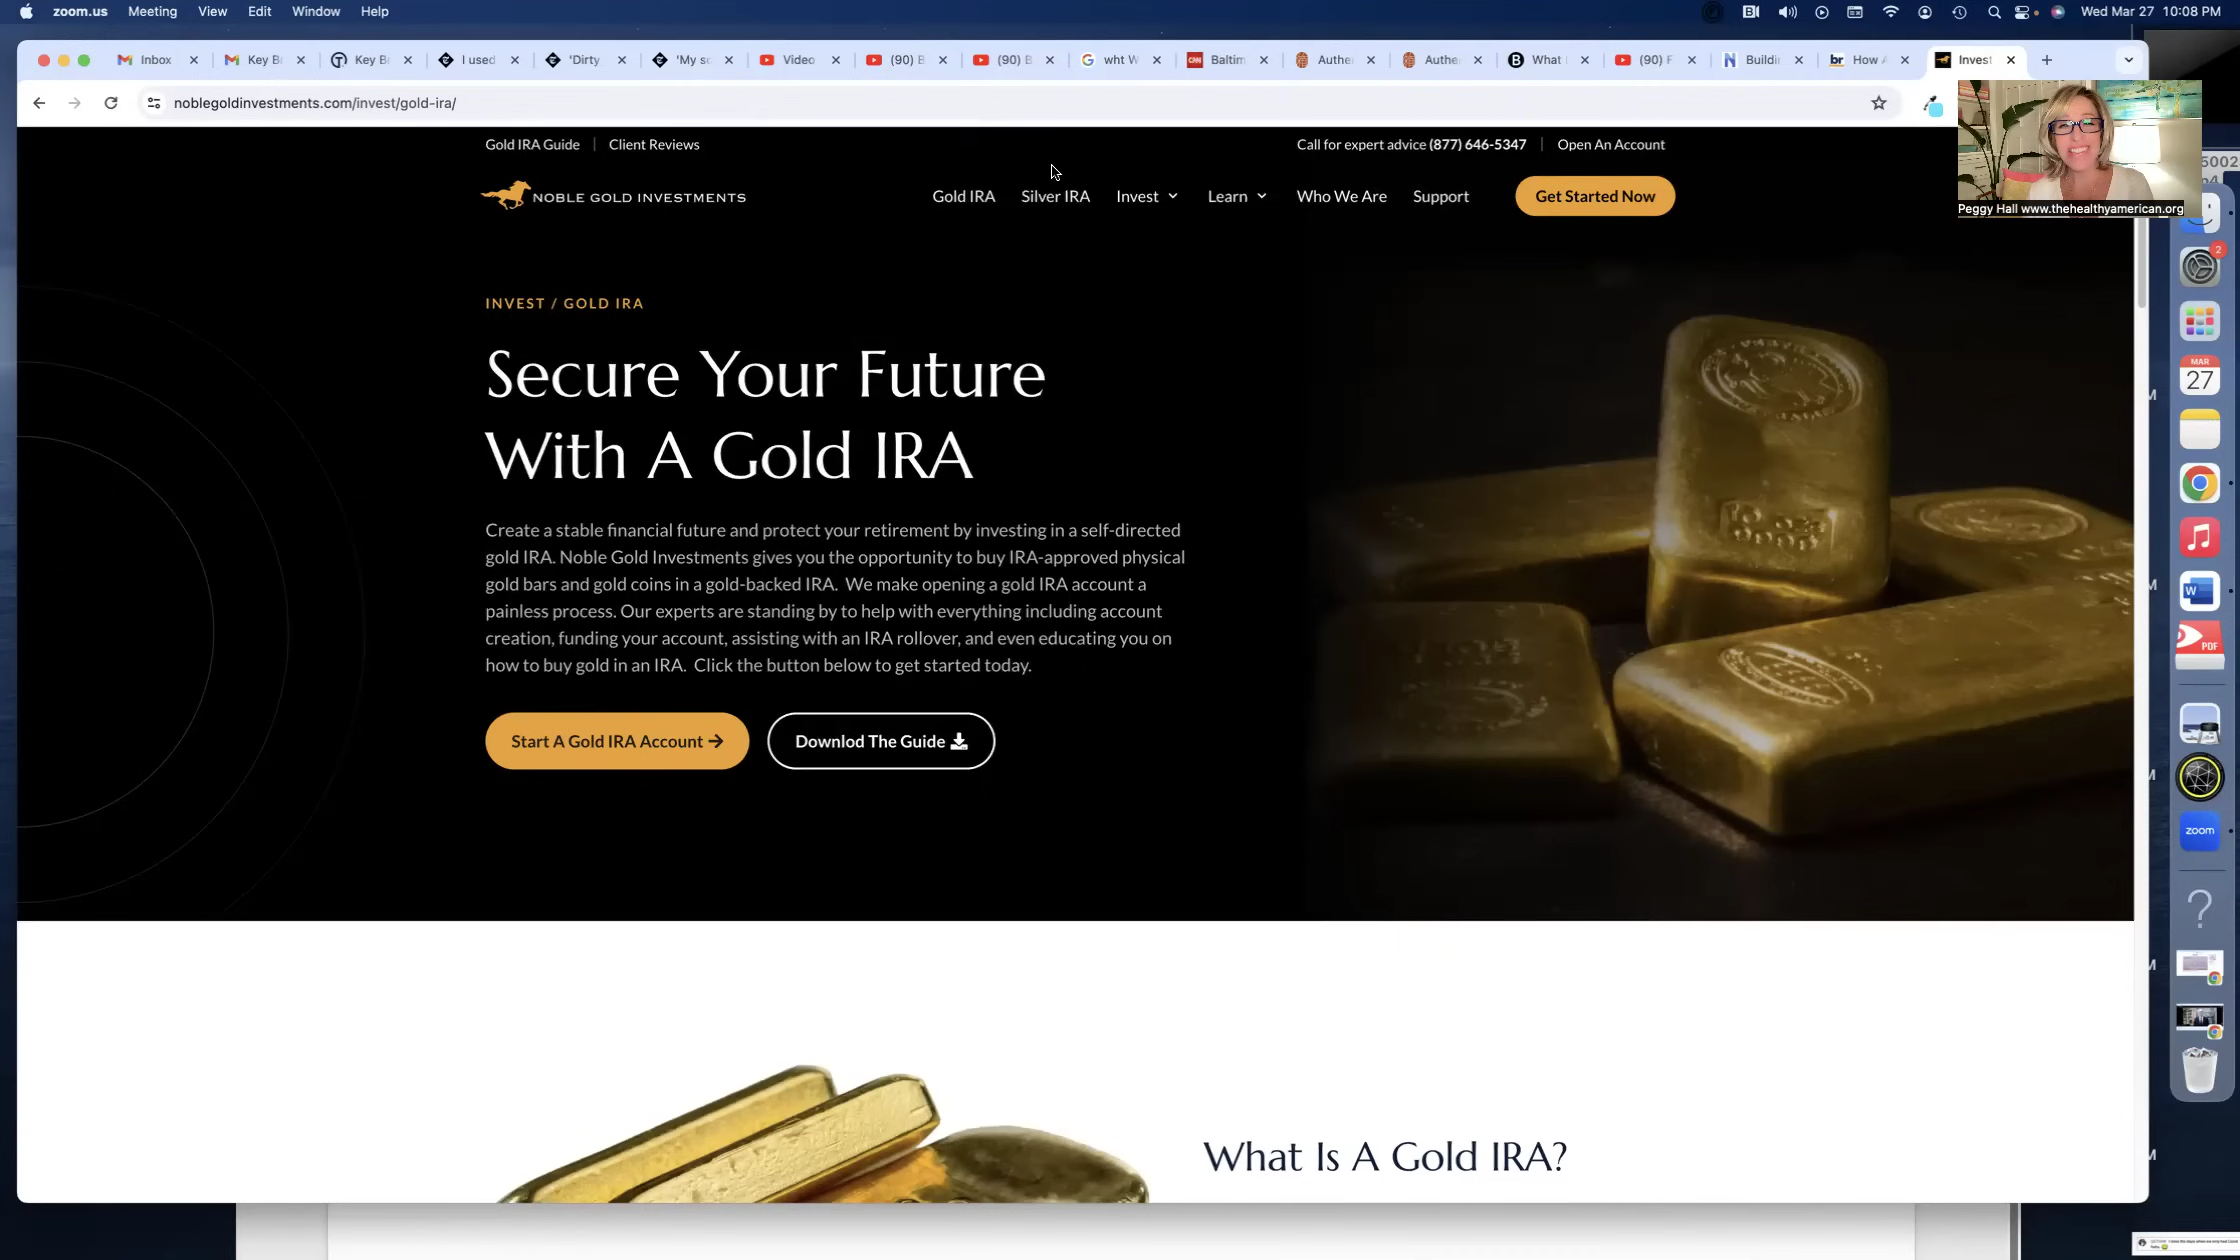 zoom.us Meeting View Edit Window Help Wed Mar 27 10:08 PM
Inbox Key B Key B I used 'Dirty 'My so Video (90) B (90) B wht W CNN Baltim Authe Authe What (90) F Buildi br How A Invest
noblegoldinvestments.com/invest/gold-ira/
Gold IRA Guide | Client Reviews
Call for expert advice (877) 646-5347 | Open An Account
NOBLE GOLD INVESTMENTS
Gold IRA Silver IRA Invest Learn Who We Are Support Get Started Now
Peggy Hall www.thehealthyamerican.org
INVEST / GOLD IRA
Secure Your Future
With A Gold IRA
Create a stable financial future and protect your retirement by investing in a self-directed
gold IRA. Noble Gold Investments gives you the opportunity to buy IRA-approved physical
gold bars and gold coins in a gold-backed IRA. We make opening a gold IRA account a
painless process. Our experts are standing by to help with everything including account
creation, funding your account, assisting with an IRA rollover, and even educating you on
how to buy gold in an IRA. Click the button below to get started today.
Start A Gold IRA Account
Downlod The Guide
What Is A Gold IRA?
5002
2
MAR
27
W
PDF
zoom
?